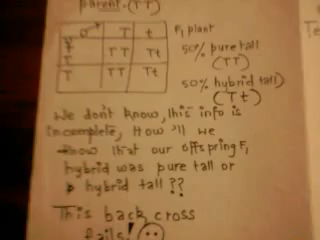 parent. (TT)
♂ T t
♀ T TT Tt
T TT Tt
F₁ plant
50% pure tall
(TT)
50% hybrid tall)
(Tt)
We don't know, this info is
incomplete, How 'll we
know that our offspring F₁
hybrid was pure tall or
hybrid tall ??
This back cross
fails!